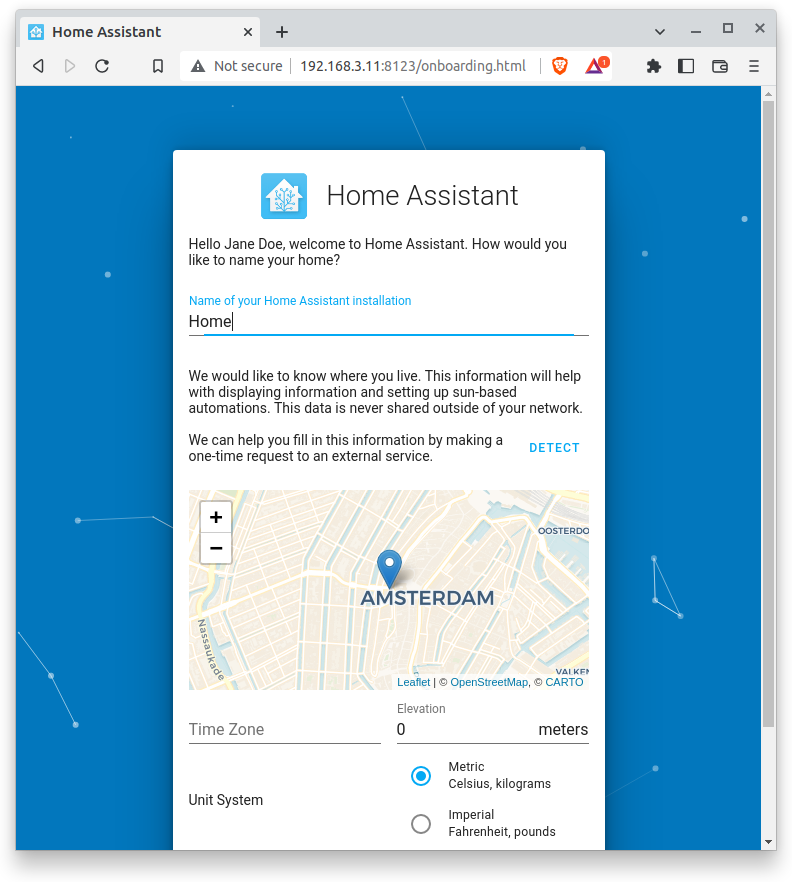 Home Assistant
Not secure
192.168.3.11:8123/onboarding.html
1
Home Assistant
Hello Jane Doe, welcome to Home Assistant. How would you
like to name your home?
Name of your Home Assistant installation
Home
We would like to know where you live. This information will help
with displaying information and setting up sun-based
automations. This data is never shared outside of your network.
We can help you fill in this information by making a
one-time request to an external service.
DETECT
+
−
OOSTERDO
AMSTERDAM
Nassaukade
VALKEN
Leaflet | © OpenStreetMap, © CARTO
Elevation
Time Zone
0 meters
Metric
Celsius, kilograms
Unit System
Imperial
Fahrenheit, pounds